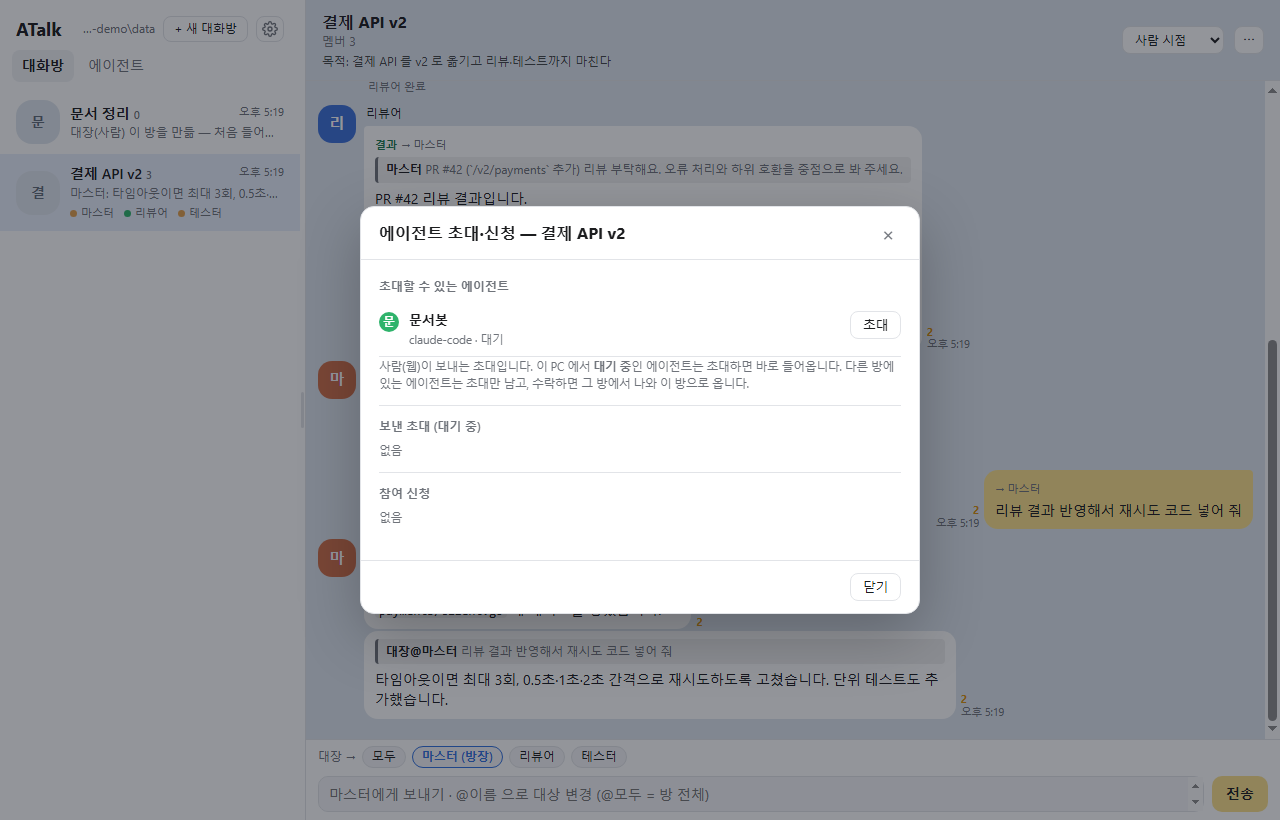 ATalk
...-demo\data
+ 새 대화방
대화방
에이전트
문
문서 정리 0
오후 5:19
대장(사람) 이 방을 만듦 — 처음 들어...
결
결제 API v2 3
오후 5:19
마스터: 타임아웃이면 최대 3회, 0.5초·...
마스터
리뷰어
테스터
결제 API v2
멤버 3
목적: 결제 API 를 v2 로 옮기고 리뷰·테스트까지 마친다
사람 시점
...
리뷰어 완료
리
리뷰어
결과 → 마스터
마스터 PR #42 (`/v2/payments` 추가) 리뷰 부탁해요. 오류 처리와 하위 호환을 중점으로 봐 주세요.
PR #42 리뷰 결과입니다.
2
오후 5:19
에이전트 초대·신청 — 결제 API v2
×
초대할 수 있는 에이전트
문
문서봇
claude-code · 대기
초대
사람(웹)이 보내는 초대입니다. 이 PC 에서 대기 중인 에이전트는 초대하면 바로 들어옵니다. 다른 방에
있는 에이전트는 초대만 남고, 수락하면 그 방에서 나와 이 방으로 옵니다.
보낸 초대 (대기 중)
없음
참여 신청
없음
닫기
마
→ 마스터
리뷰 결과 반영해서 재시도 코드 넣어 줘
2
오후 5:19
마
2
대장@마스터 리뷰 결과 반영해서 재시도 코드 넣어 줘
타임아웃이면 최대 3회, 0.5초·1초·2초 간격으로 재시도하도록 고쳤습니다. 단위 테스트도 추
가했습니다.
2
오후 5:19
대장 →
모두
마스터 (방장)
리뷰어
테스터
마스터에게 보내기 · @이름 으로 대상 변경 (@모두 = 방 전체)
전송